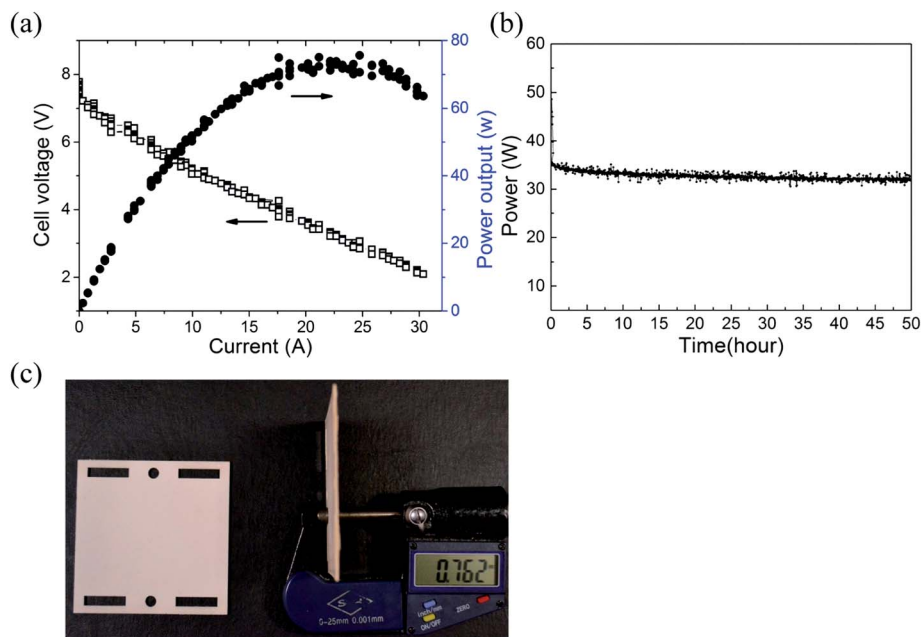 (a)
8
6
4
2
Cell voltage (V)
80
60
40
20
0
Power output (w)
0 5 10 15 20 25 30
Current (A)
(b)
60
50
40
30
20
10
Power (W)
0 5 10 15 20 25 30 35 40 45 50
Time(hour)
(c)
0.762
0-25mm 0.001mm
ZERO
ON/OFF